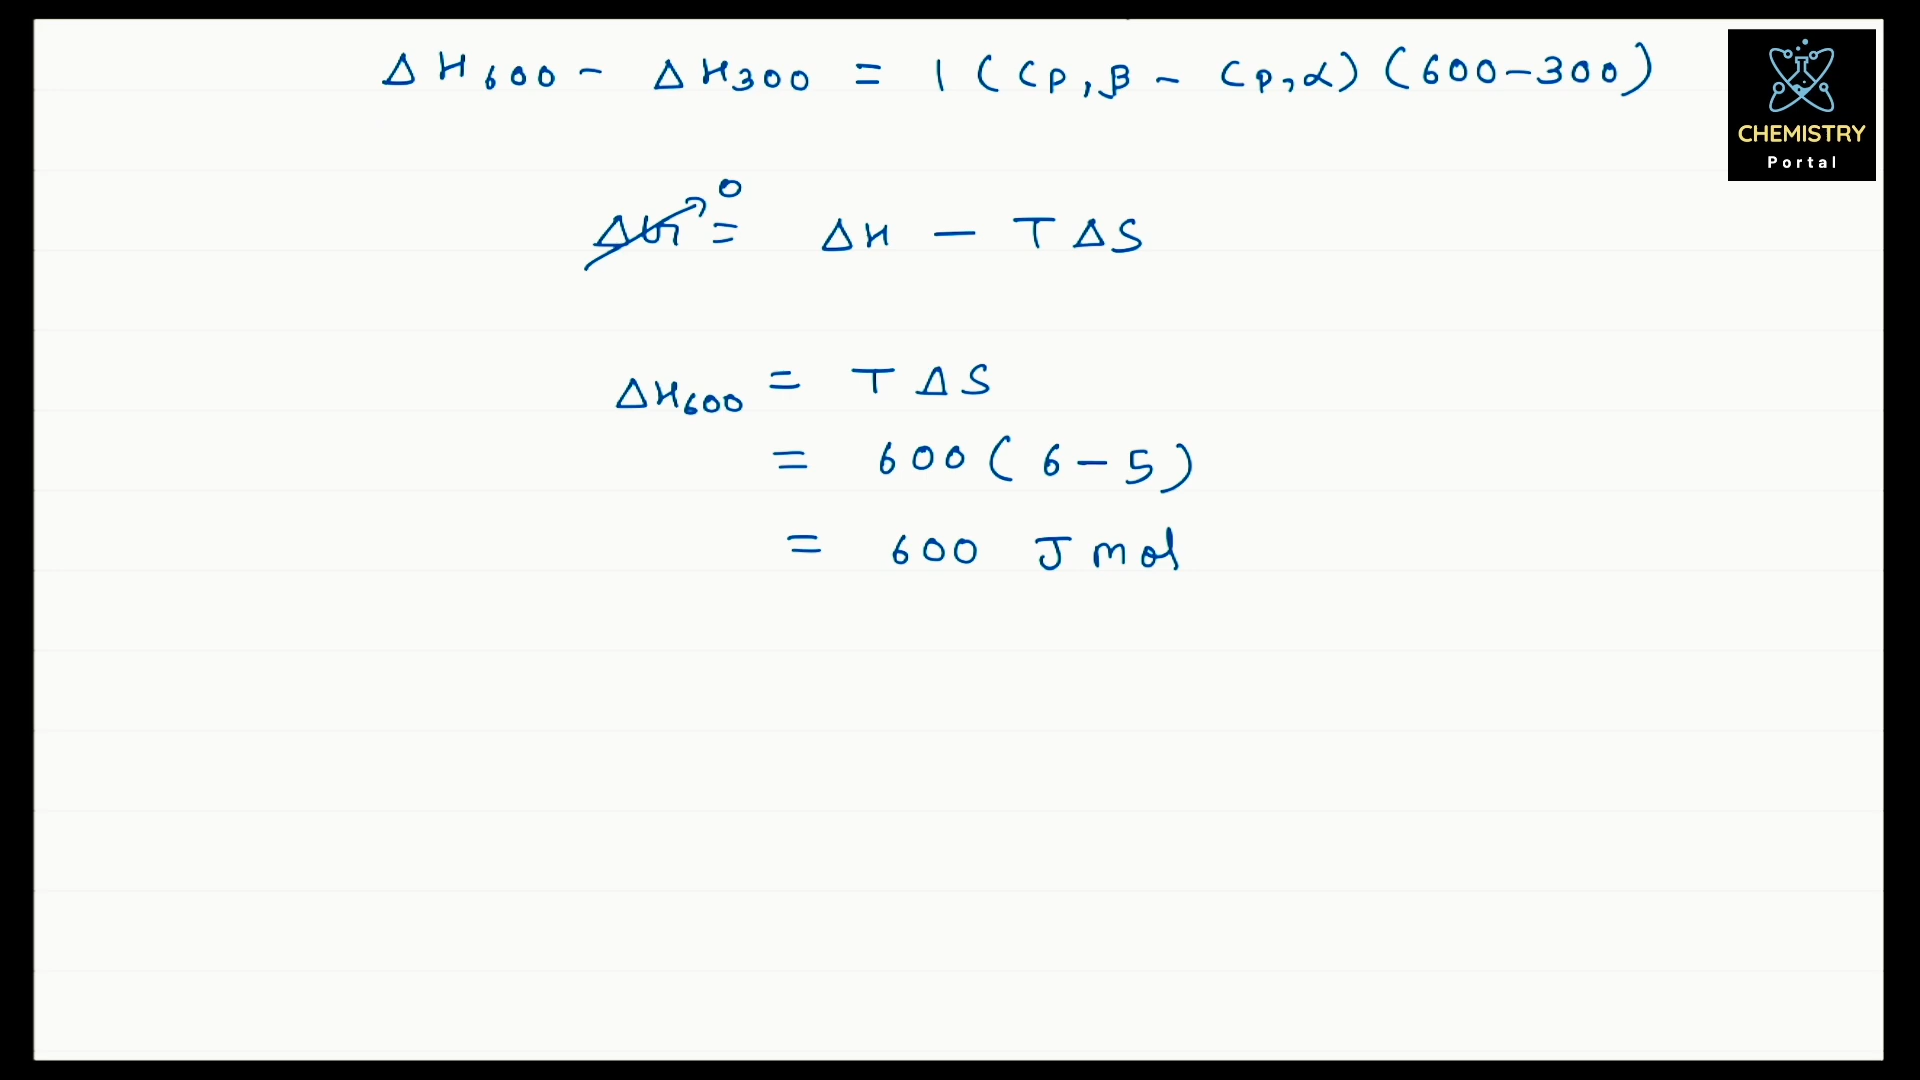 ΔH₆₀₀ - ΔH₃₀₀ = 1 (Cp,β - Cp,α) (600-300)
CHEMISTRY
Portal
0
ΔG = ΔH - TΔS
ΔH₆₀₀ = TΔS
= 600 (6-5)
= 600 J mol